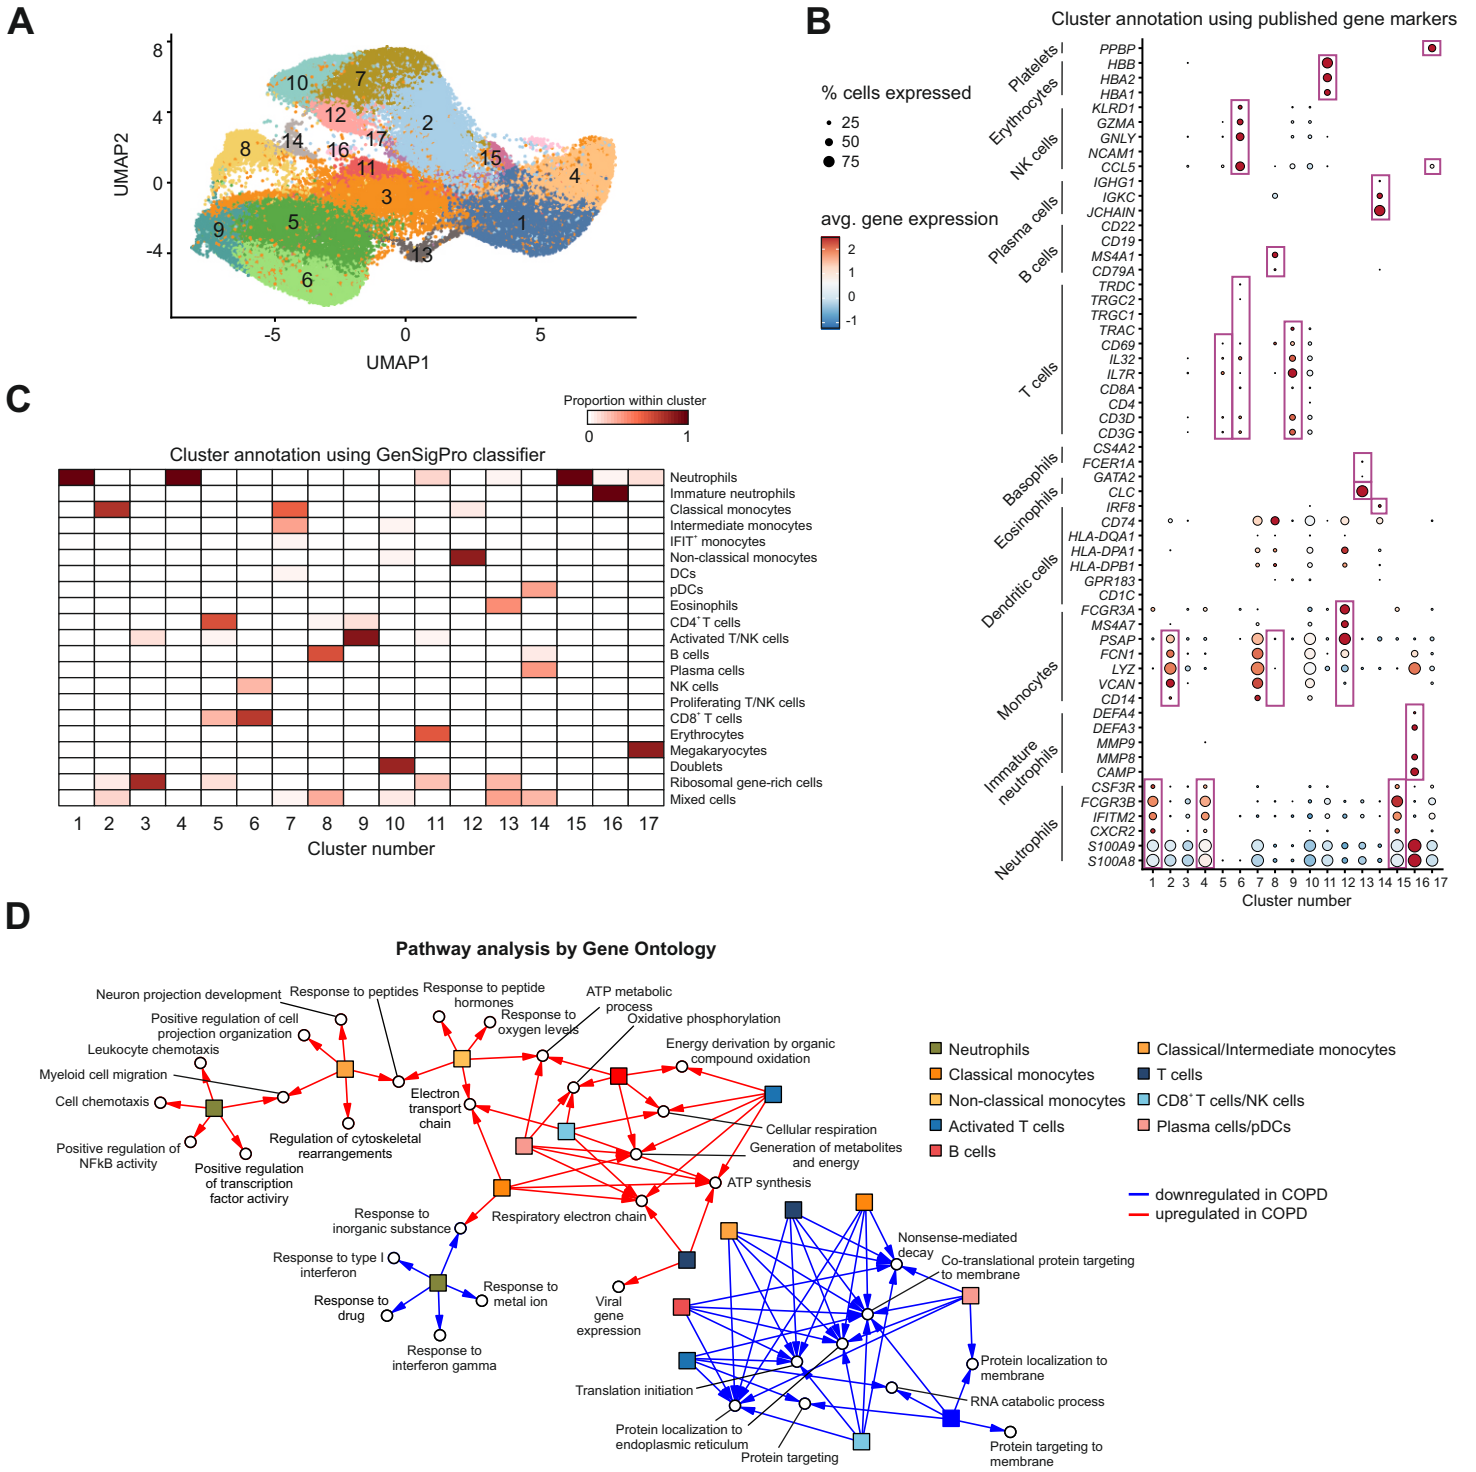 A
8
4
0
-4
UMAP2
-5
0
5
UMAP1
10
7
12
2
14
17
16
8
15
11
4
3
5
9
1
13
6
B
Cluster annotation using published gene markers
% cells expressed
25
50
75
avg. gene expression
2
1
0
-1
Platelets
Erythrocytes
NK cells
Plasma cells
B cells
T cells
Basophils
Eosinophils
Dendritic cells
Monocytes
Immature
neutrophils
Neutrophils
PPBP
HBB
HBA2
HBA1
KLRD1
GZMA
GNLY
NCAM1
CCL5
IGHG1
IGKC
JCHAIN
CD22
CD19
MS4A1
CD79A
TRDC
TRGC2
TRGC1
TRAC
CD69
IL32
IL7R
CD8A
CD4
CD3D
CD3G
CS4A2
FCER1A
GATA2
CLC
IRF8
CD74
HLA-DQA1
HLA-DPA1
HLA-DPB1
GPR183
CD1C
FCGR3A
MS4A7
PSAP
FCN1
LYZ
VCAN
CD14
DEFA4
DEFA3
MMP9
MMP8
CAMP
CSF3R
FCGR3B
IFITM2
CXCR2
S100A9
S100A8
1 2 3 4 5 6 7 8 9 10 11 12 13 14 15 16 17
Cluster number
C
Proportion within cluster
0 1
Cluster annotation using GenSigPro classifier
Neutrophils
Immature neutrophils
Classical monocytes
Intermediate monocytes
IFIT+ monocytes
Non-classical monocytes
DCs
pDCs
Eosinophils
CD4+T cells
Activated T/NK cells
B cells
Plasma cells
NK cells
Proliferating T/NK cells
CD8+ T cells
Erythrocytes
Megakaryocytes
Doublets
Ribosomal gene-rich cells
Mixed cells
1 2 3 4 5 6 7 8 9 10 11 12 13 14 15 16 17
Cluster number
D
Pathway analysis by Gene Ontology
Neuron projection development
Response to peptides
Response to peptide
hormones
ATP metabolic
process
Positive regulation of cell
projection organization
Response to
oxygen levels
Oxidative phosphorylation
Leukocyte chemotaxis
Energy derivation by organic
compound oxidation
Myeloid cell migration
Cell chemotaxis
Electron
transport
chain
Positive regulation of
NFkB activity
Regulation of cytoskeletal
rearrangements
Positive regulation
of transcription
factor activiry
Cellular respiration
Generation of metabolites
and energy
ATP synthesis
Response to
inorganic substance
Respiratory electron chain
Response to type I
interferon
Response to
drug
Response to
metal ion
Response to
interferon gamma
Viral
gene
expression
Nonsense-mediated
decay
Co-translational protein targeting
to membrane
Translation initiation
Protein localization to
endoplasmic reticulum
Protein targeting
Protein localization to
membrane
RNA catabolic process
Protein targeting to
membrane
Neutrophils
Classical monocytes
Non-classical monocytes
Activated T cells
B cells
Classical/Intermediate monocytes
T cells
CD8+T cells/NK cells
Plasma cells/pDCs
downregulated in COPD
upregulated in COPD